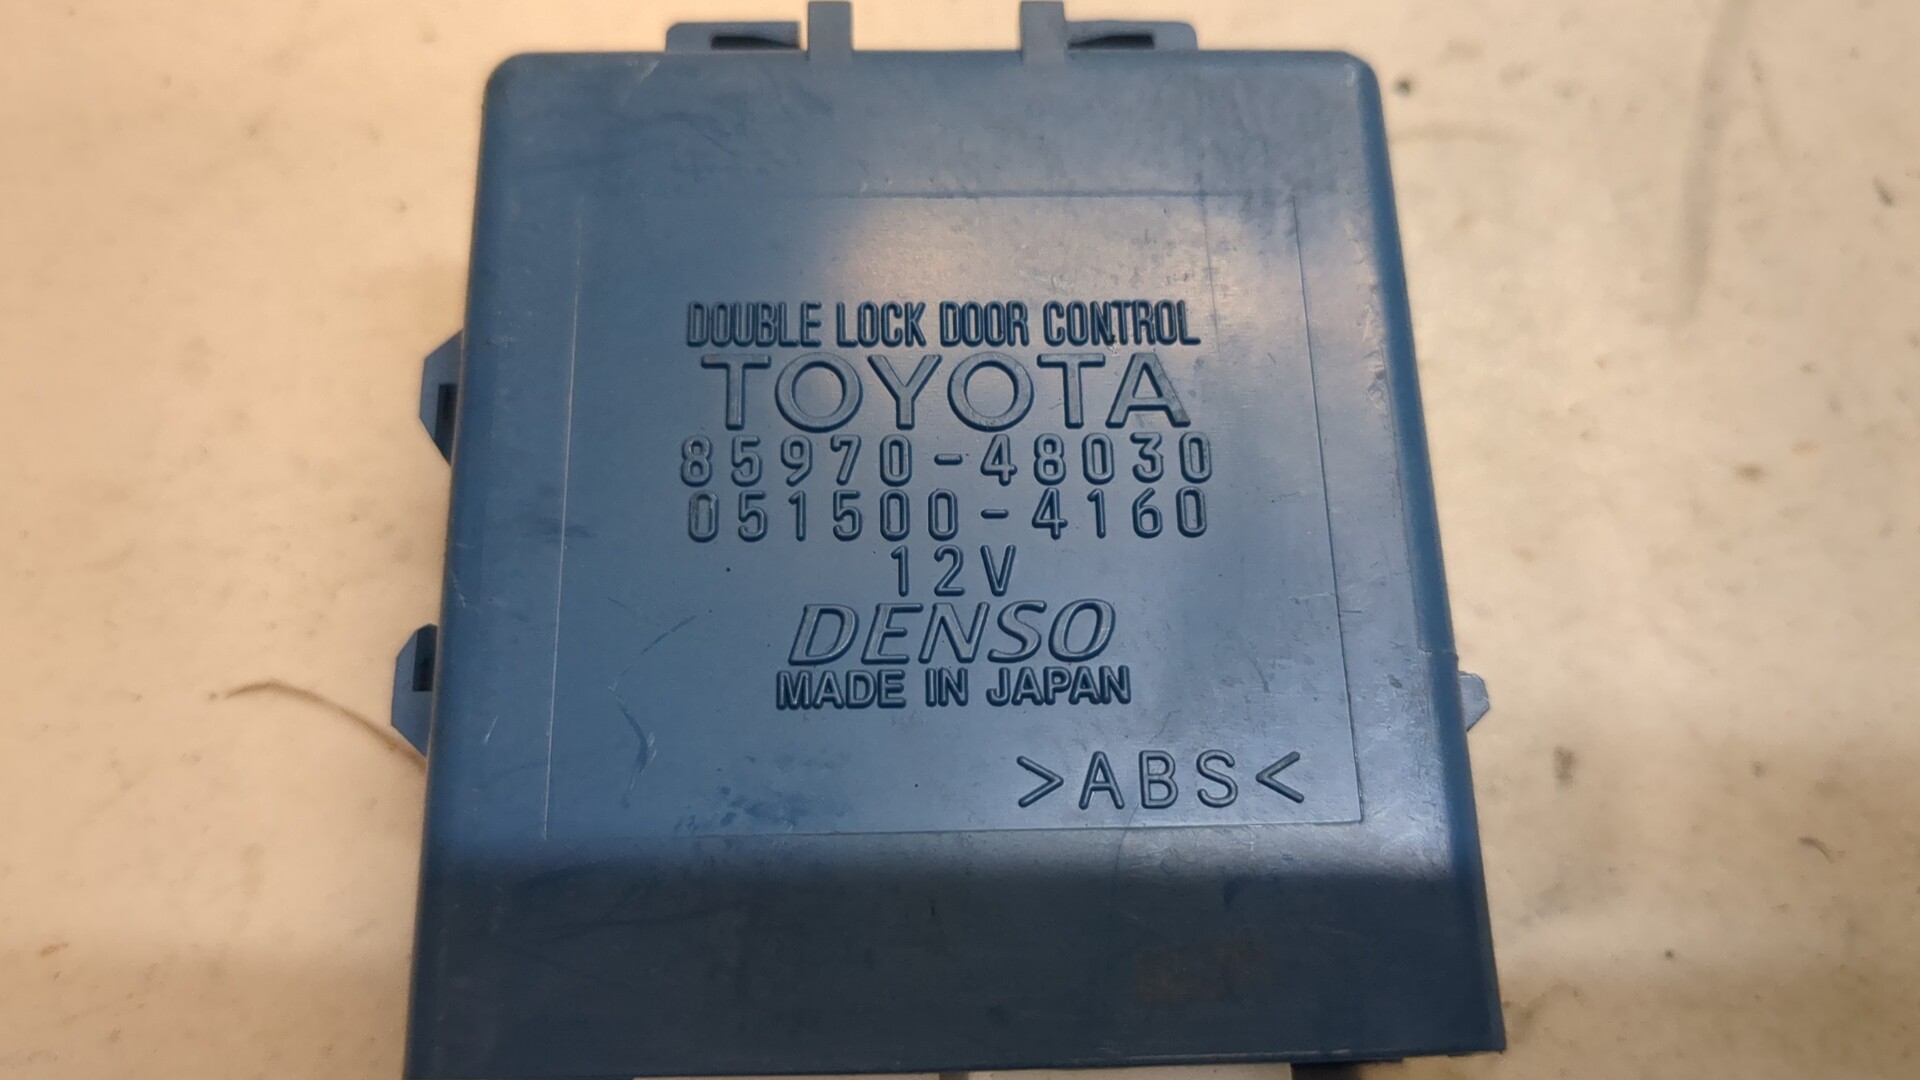 DOUBLE LOCK DOOR CONTROL
TOYOTA
85970-48030
051500-4160
12V
DENSO
MADE IN JAPAN
>ABS<